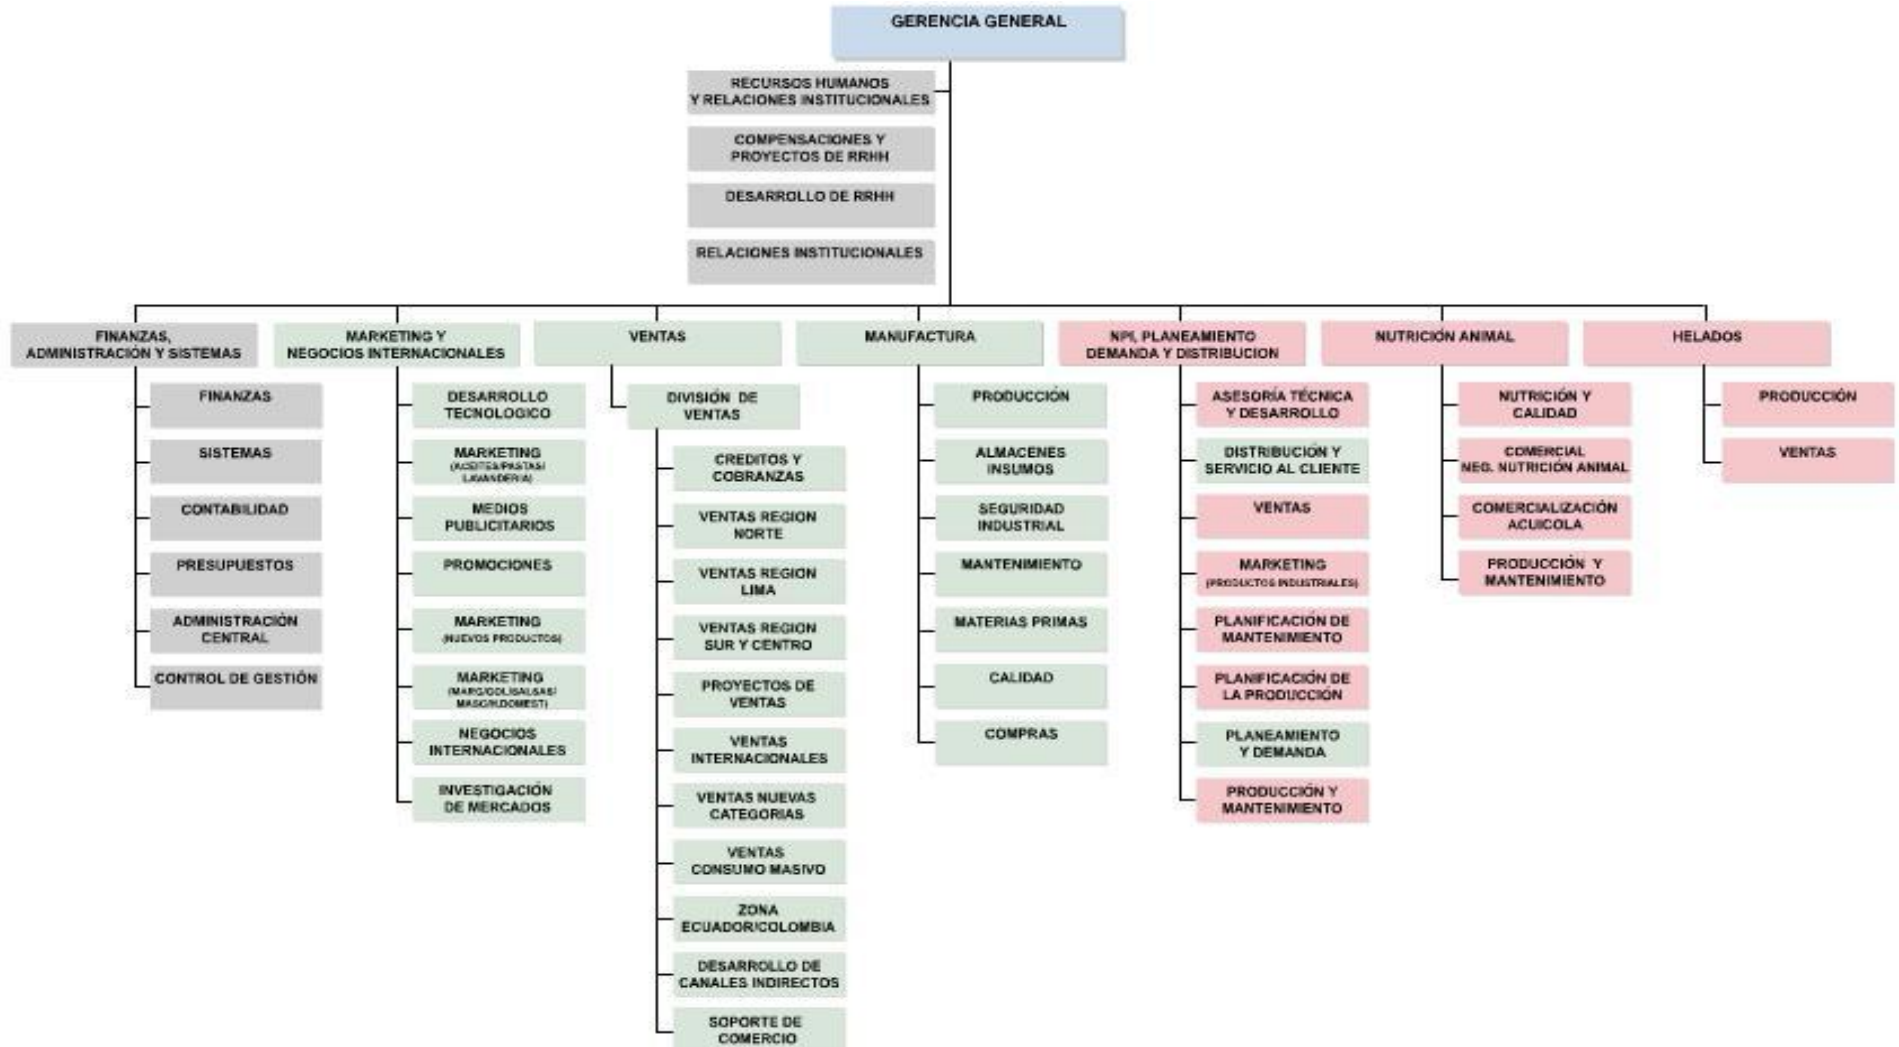 GERENCIA GENERAL
RECURSOS HUMANOS
Y RELACIONES INSTITUCIONALES
COMPENSACIONES Y
PROYECTOS DE RRHH
DESARROLLO DE RRHH
RELACIONES INSTITUCIONALES
FINANZAS,
ADMINISTRACIÓN Y SISTEMAS
FINANZAS
SISTEMAS
CONTABILIDAD
PRESUPUESTOS
ADMINISTRACIÓN
CENTRAL
CONTROL DE GESTIÓN
MARKETING Y
NEGOCIOS INTERNACIONALES
DESARROLLO
TECNOLOGICO
MARKETING
(ACEITES/PASTAS/
LAVANDERIA)
MEDIOS
PUBLICITARIOS
PROMOCIONES
MARKETING
(NUEVOS PRODUCTOS)
MARKETING
NEGOCIOS
INTERNACIONALES
INVESTIGACIÓN
DE MERCADOS
VENTAS
DIVISIÓN DE
VENTAS
CREDITOS Y
COBRANZAS
VENTAS REGION
NORTE
VENTAS REGION
LIMA
VENTAS REGION
SUR Y CENTRO
PROYECTOS DE
VENTAS
VENTAS
INTERNACIONALES
VENTAS NUEVAS
CATEGORIAS
VENTAS
CONSUMO MASIVO
ZONA
ECUADOR/COLOMBIA
DESARROLLO DE
CANALES INDIRECTOS
SOPORTE DE
COMERCIO
MANUFACTURA
PRODUCCIÓN
ALMACENES
INSUMOS
SEGURIDAD
INDUSTRIAL
MANTENIMIENTO
MATERIAS PRIMAS
CALIDAD
COMPRAS
NPI, PLANEAMIENTO
DEMANDA Y DISTRIBUCION
ASESORÍA TÉCNICA
Y DESARROLLO
DISTRIBUCIÓN Y
SERVICIO AL CLIENTE
VENTAS
MARKETING
(PRODUCTOS INDUSTRIALES)
PLANIFICACIÓN DE
MANTENIMIENTO
PLANIFICACIÓN DE
LA PRODUCCIÓN
PLANEAMIENTO
Y DEMANDA
PRODUCCIÓN Y
MANTENIMIENTO
NUTRICIÓN ANIMAL
NUTRICIÓN Y
CALIDAD
COMERCIAL
NEG. NUTRICIÓN ANIMAL
COMERCIALIZACIÓN
ACUICOLA
PRODUCCIÓN Y
MANTENIMIENTO
HELADOS
PRODUCCIÓN
VENTAS